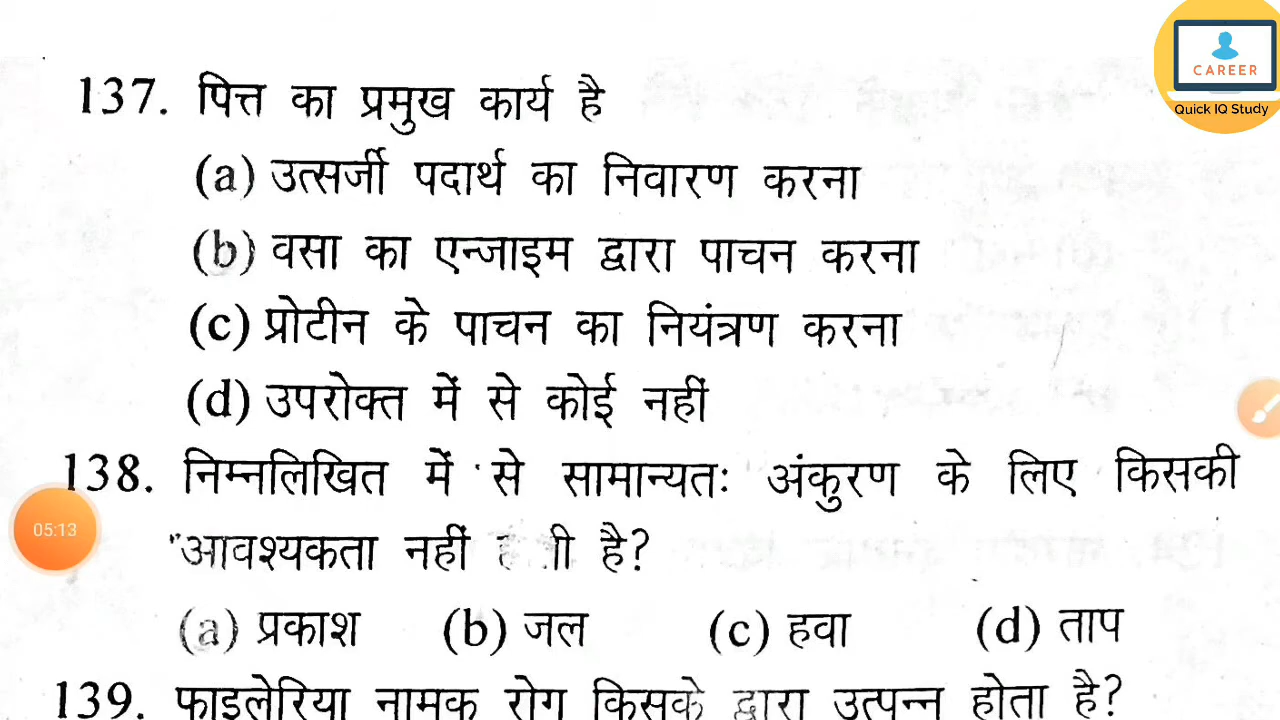 CAREER
Quick IQ Study
137. पित्त का प्रमुख कार्य है
(a) उत्सर्जी पदार्थ का निवारण करना
(b) वसा का एन्जाइम द्वारा पाचन करना
(c) प्रोटीन के पाचन का नियंत्रण करना
(d) उपरोक्त में से कोई नहीं
138. निम्नलिखित में से सामान्यतः अंकुरण के लिए किसकी
आवश्यकता नहीं है?
(a) प्रकाश (b) जल (c) हवा (d) ताप
05:13
139. फाइलेरिया नामक रोग किसके द्वारा उत्पन्न होता है?